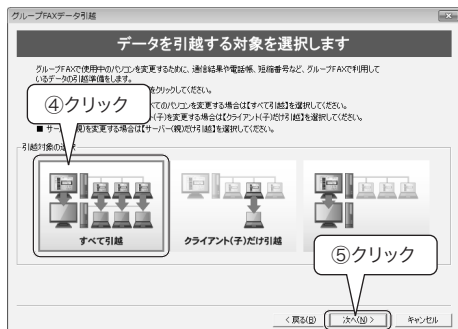 グループFAXデータ引越
データを引越する対象を選択します
グループFAXで使用中のパソコンを変更するために、通信結果や電話帳、短縮番号など、グループFAXで利用して
いるデータの引越準備をします。
をクリックしてください。
④クリック
てのパソコンを変更する場合は【すべて引越】を選択してください。
(子)を変更する場合は【クライアント(子)だけ引越】を選択してください。
■ サーバー(親)を変更する場合は【サーバー(親)だけ引越】を選択してください。
引越対象の選択
すべて引越
クライアント(子)だけ引越
⑤クリック
< 戻る(B)
次へ(N) >
キャンセル